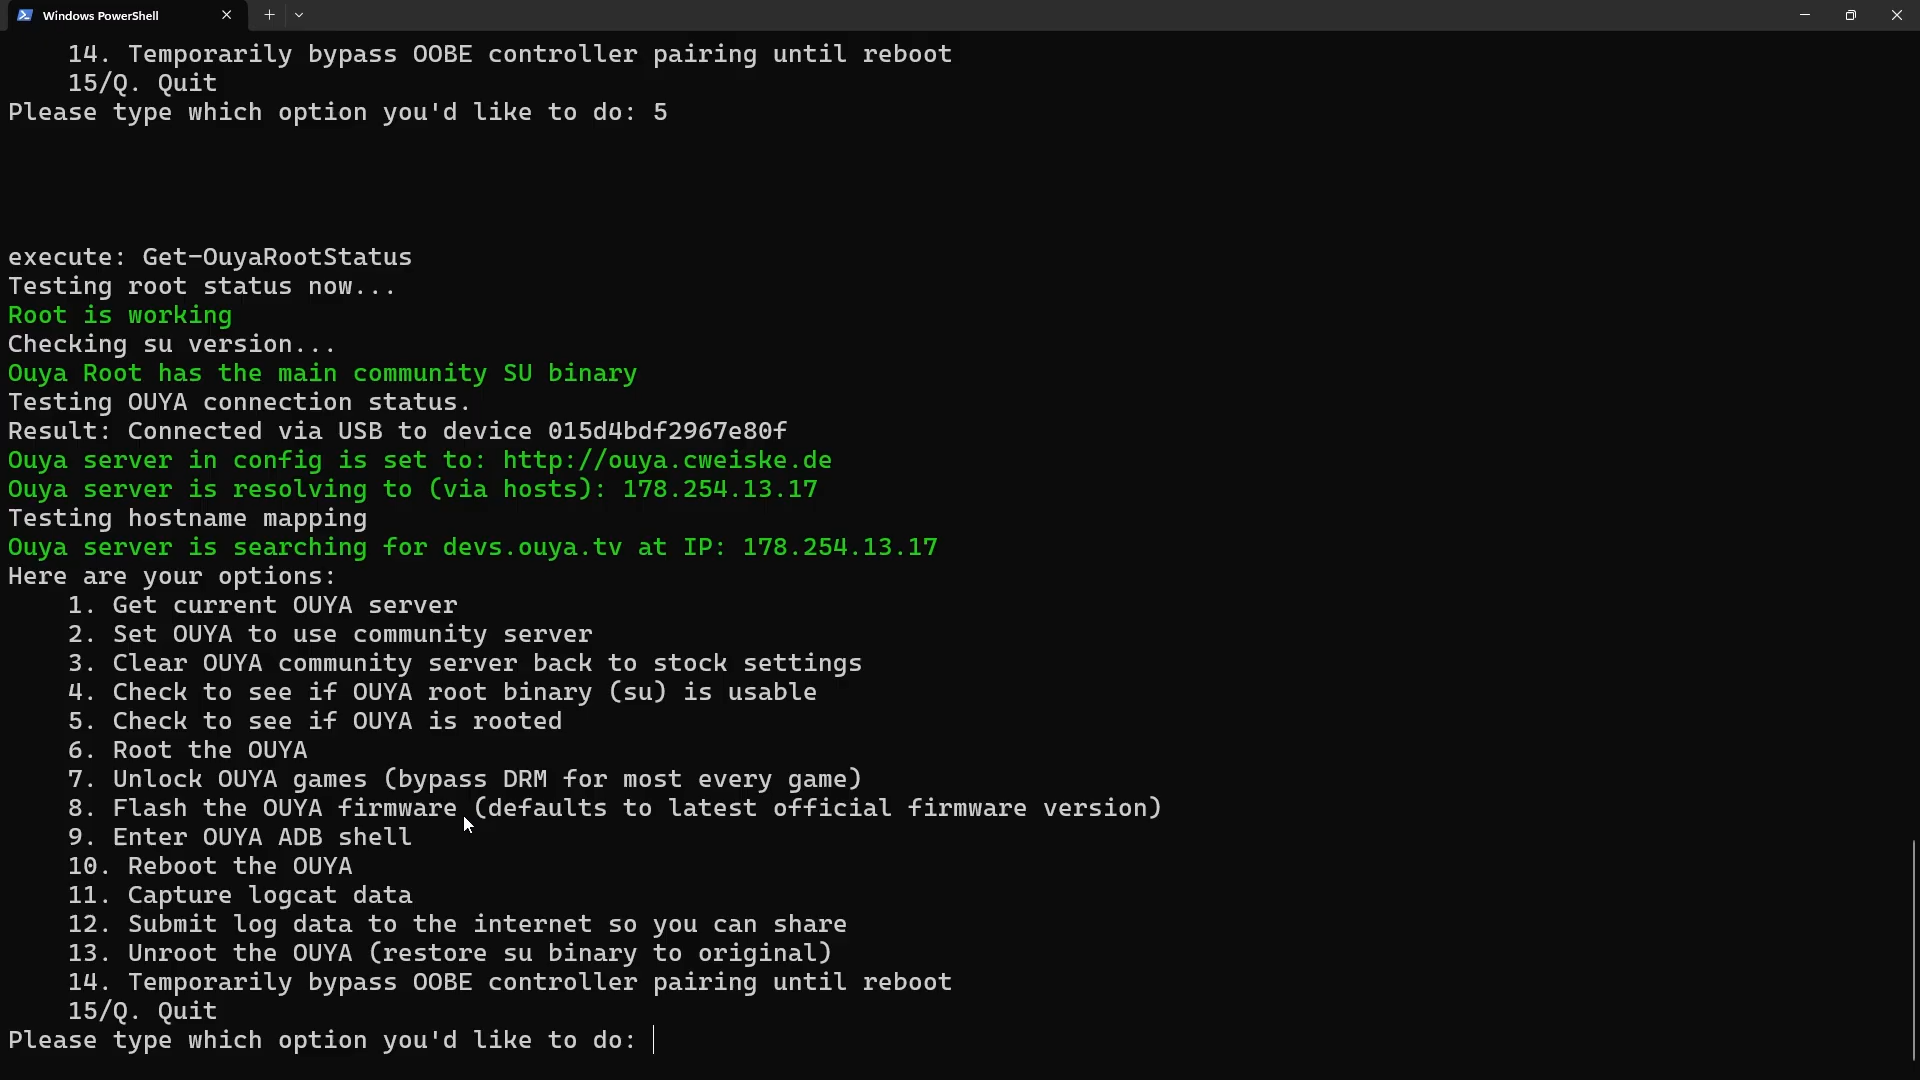 Windows PowerShell
    14. Temporarily bypass OOBE controller pairing until reboot
    15/Q. Quit
Please type which option you'd like to do: 5
execute: Get-OuyaRootStatus
Testing root status now...
Root is working
Checking su version...
Ouya Root has the main community SU binary
Testing OUYA connection status.
Result: Connected via USB to device 015d4bdf2967e80f
Ouya server in config is set to: http://ouya.cweiske.de
Ouya server is resolving to (via hosts): 178.254.13.17
Testing hostname mapping
Ouya server is searching for devs.ouya.tv at IP: 178.254.13.17
Here are your options:
    1. Get current OUYA server
    2. Set OUYA to use community server
    3. Clear OUYA community server back to stock settings
    4. Check to see if OUYA root binary (su) is usable
    5. Check to see if OUYA is rooted
    6. Root the OUYA
    7. Unlock OUYA games (bypass DRM for most every game)
    8. Flash the OUYA firmware (defaults to latest official firmware version)
    9. Enter OUYA ADB shell
    10. Reboot the OUYA
    11. Capture logcat data
    12. Submit log data to the internet so you can share
    13. Unroot the OUYA (restore su binary to original)
    14. Temporarily bypass OOBE controller pairing until reboot
    15/Q. Quit
Please type which option you'd like to do: